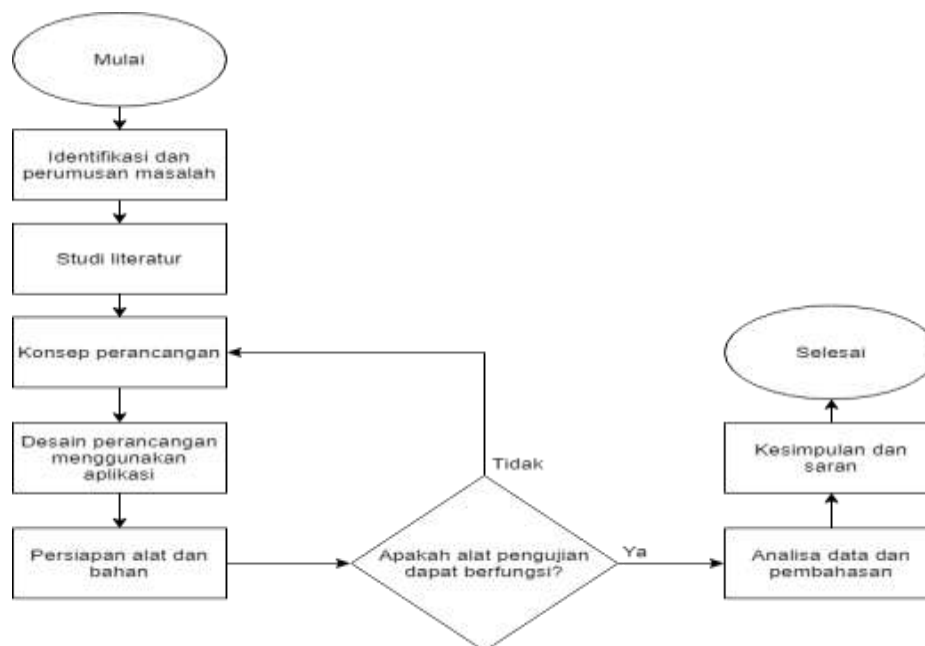 Mulai
Identifikasi dan
perumusan masalah
Studi literatur
Konsep perancangan
Desain perancangan
menggunakan
aplikasi
Persiapan alat dan
bahan
Apakah alat pengujian
dapat berfungsi?
Tidak
Ya
Analisa data dan
pembahasan
Kesimpulan dan
saran
Selesai